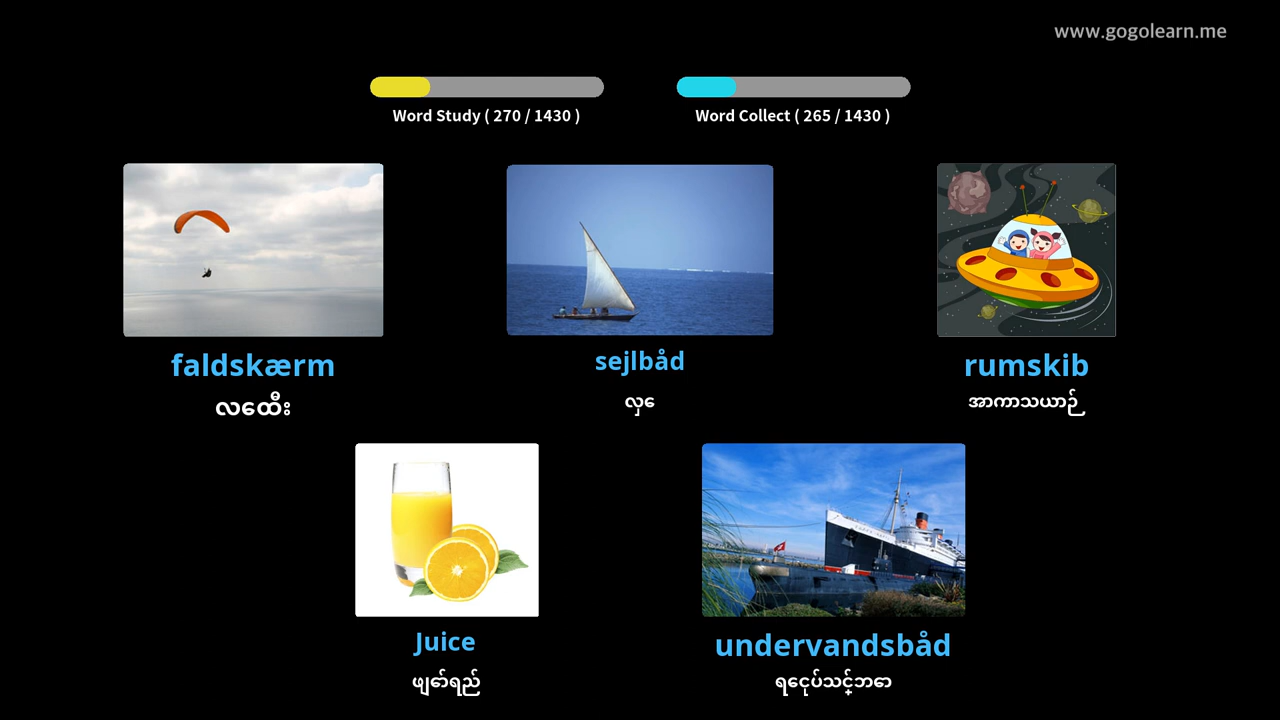 www.gogolearn.me
Word Study ( 270 / 1430 )
Word Collect ( 265 / 1430 )
faldskærm
လေထီး
sejlbåd
လှေ
rumskib
အာကာသယာဉ်
Juice
ဖျော်ရည်
undervandsbåd
ရေငုပ်သင်္ဘော